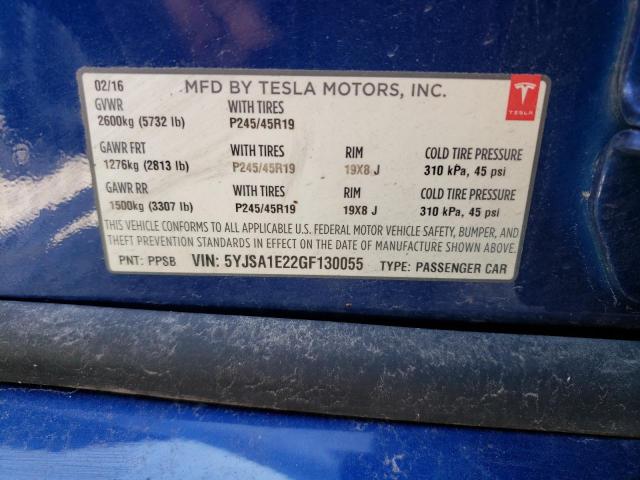 02/16 MFD BY TESLA MOTORS, INC.
GVWR WITH TIRES
2600kg (5732 lb) P245/45R19
TESLA
GAWR FRT WITH TIRES RIM COLD TIRE PRESSURE
1276kg (2813 lb) P245/45R19 19X8 J 310 kPa, 45 psi
GAWR RR WITH TIRES RIM COLD TIRE PRESSURE
1500kg (3307 lb) P245/45R19 19X8 J 310 kPa, 45 psi
THIS VEHICLE CONFORMS TO ALL APPLICABLE U.S. FEDERAL MOTOR VEHICLE SAFETY, BUMPER, AND
THEFT PREVENTION STANDARDS IN EFFECT ON THE DATE OF MANUFACTURE SHOWN ABOVE.
PNT: PPSB VIN: 5YJSA1E22GF130055 TYPE: PASSENGER CAR